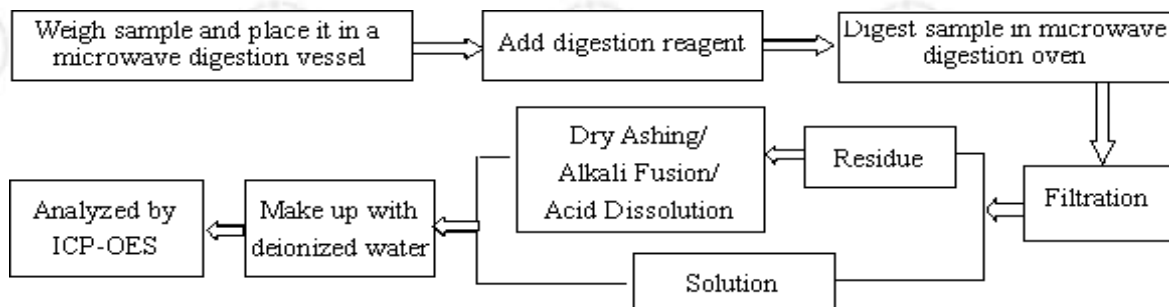 Weigh sample and place it in a
microwave digestion vessel
Add digestion reagent
Digest sample in microwave
digestion oven
Filtration
Residue
Solution
Dry Ashing/
Alkali Fusion/
Acid Dissolution
Make up with
deionized water
Analyzed by
ICP-OES